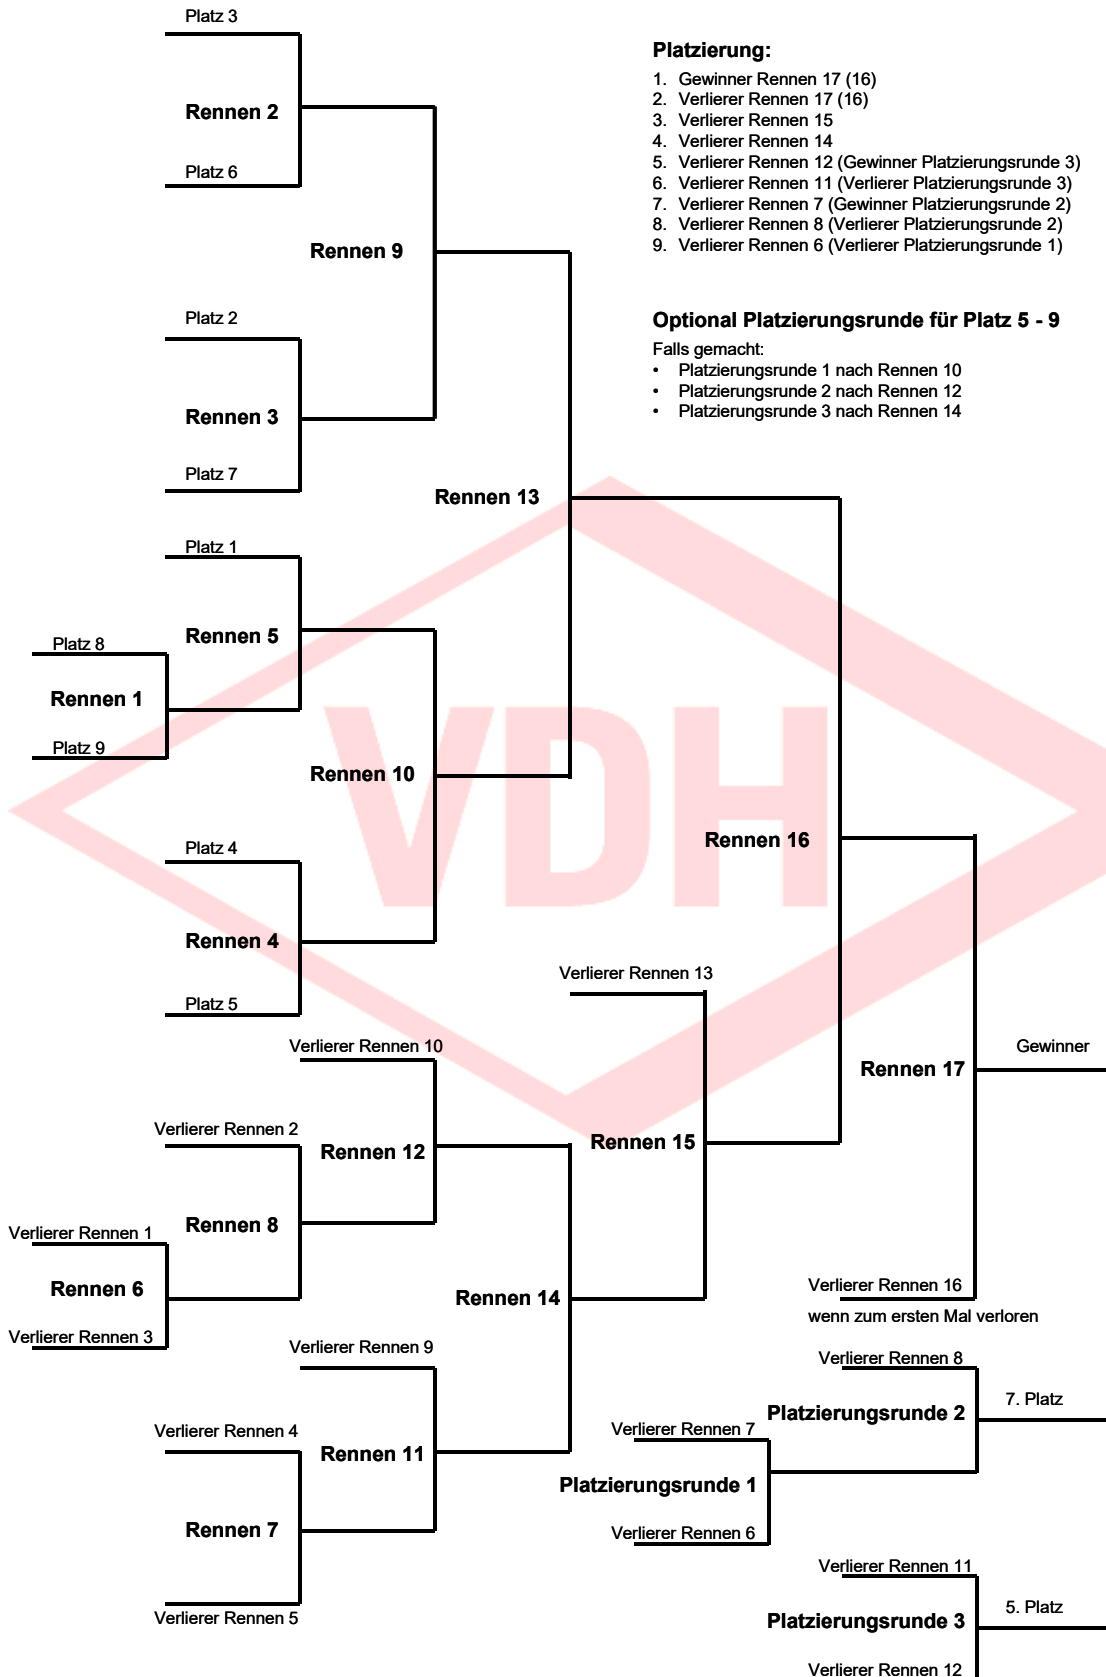 Platz 3
Rennen 2
Platz 6
Rennen 9
Platz 2
Rennen 3
Platz 7
Rennen 13
Platz 1
Rennen 5
Platz 8
Rennen 1
Platz 9
Rennen 10
Platz 4
Rennen 4
Platz 5
Platzierung:
1. Gewinner Rennen 17 (16)
2. Verlierer Rennen 17 (16)
3. Verlierer Rennen 15
4. Verlierer Rennen 14
5. Verlierer Rennen 12 (Gewinner Platzierungsrunde 3)
6. Verlierer Rennen 11 (Verlierer Platzierungsrunde 3)
7. Verlierer Rennen 7 (Gewinner Platzierungsrunde 2)
8. Verlierer Rennen 8 (Verlierer Platzierungsrunde 2)
9. Verlierer Rennen 6 (Verlierer Platzierungsrunde 1)
Optional Platzierungsrunde für Platz 5 - 9
Falls gemacht:
• Platzierungsrunde 1 nach Rennen 10
• Platzierungsrunde 2 nach Rennen 12
• Platzierungsrunde 3 nach Rennen 14
VDH
Rennen 16
Verlierer Rennen 13
Verlierer Rennen 10
Gewinner
Rennen 17
Verlierer Rennen 2
Rennen 12
Rennen 15
Rennen 8
Verlierer Rennen 1
Rennen 6
Verlierer Rennen 3
Rennen 14
Verlierer Rennen 16
wenn zum ersten Mal verloren
Verlierer Rennen 9
Verlierer Rennen 4
Rennen 11
Rennen 7
Verlierer Rennen 5
Verlierer Rennen 8
Platzierungsrunde 2
7. Platz
Verlierer Rennen 7
Platzierungsrunde 1
Verlierer Rennen 6
Verlierer Rennen 11
Platzierungsrunde 3
5. Platz
Verlierer Rennen 12